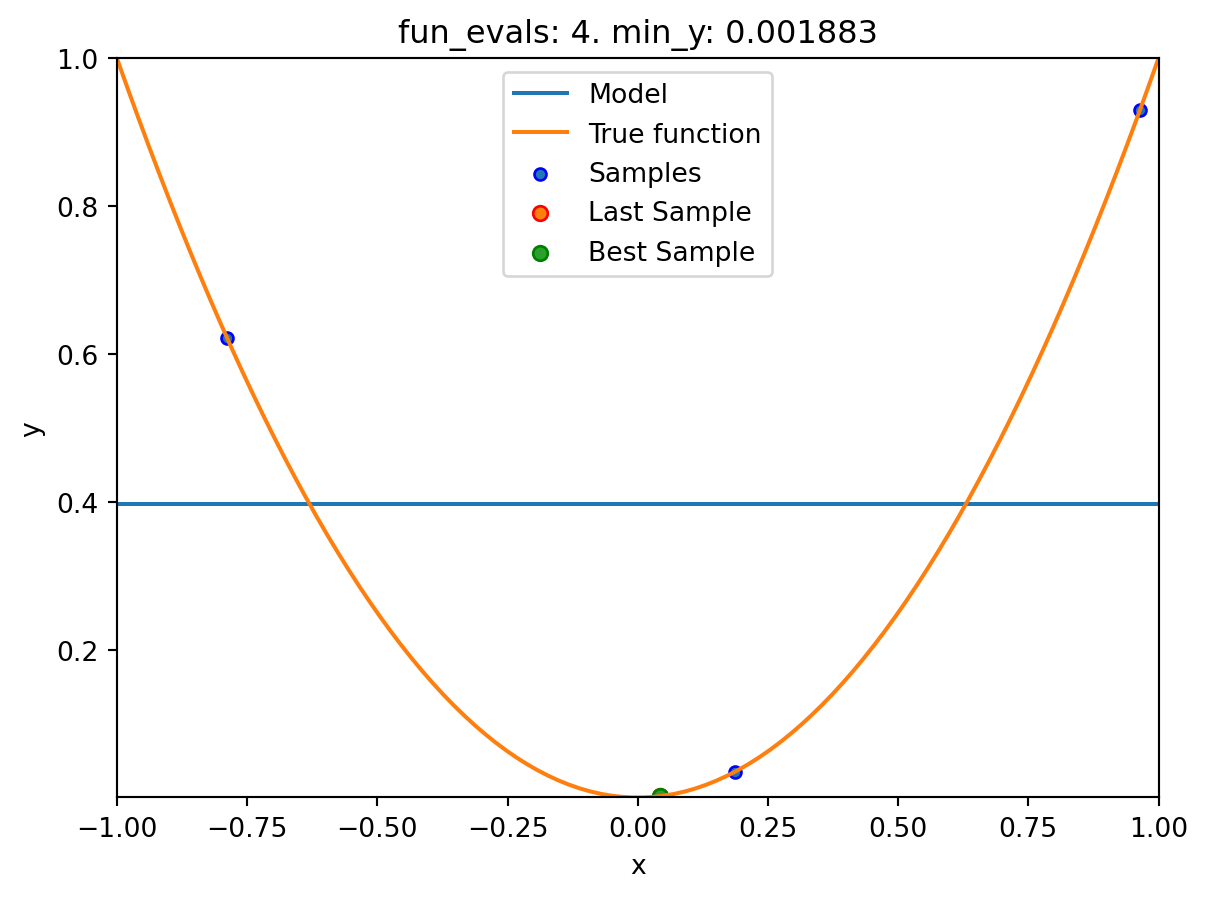 fun_evals: 4. min_y: 0.001883
Model
True function
Samples
Last Sample
Best Sample
1.0
0.8
0.6
0.4
0.2
y
−1.00 −0.75 −0.50 −0.25 0.00 0.25 0.50 0.75 1.00
x